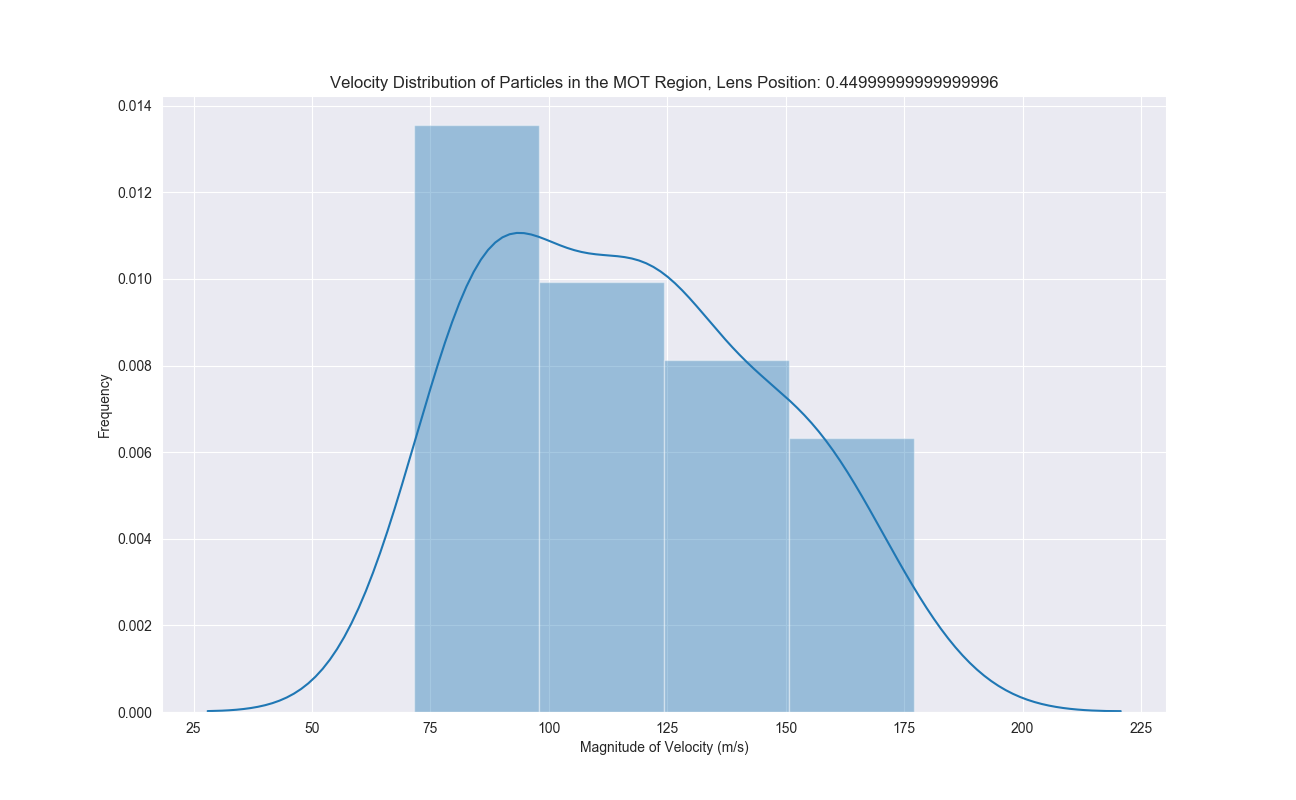 Velocity Distribution of Particles in the MOT Region, Lens Position: 0.44999999999999996
0.014
0.012
0.010
0.008
0.006
0.004
0.002
0.000
Frequency
25 50 75 100 125 150 175 200 225
Magnitude of Velocity (m/s)